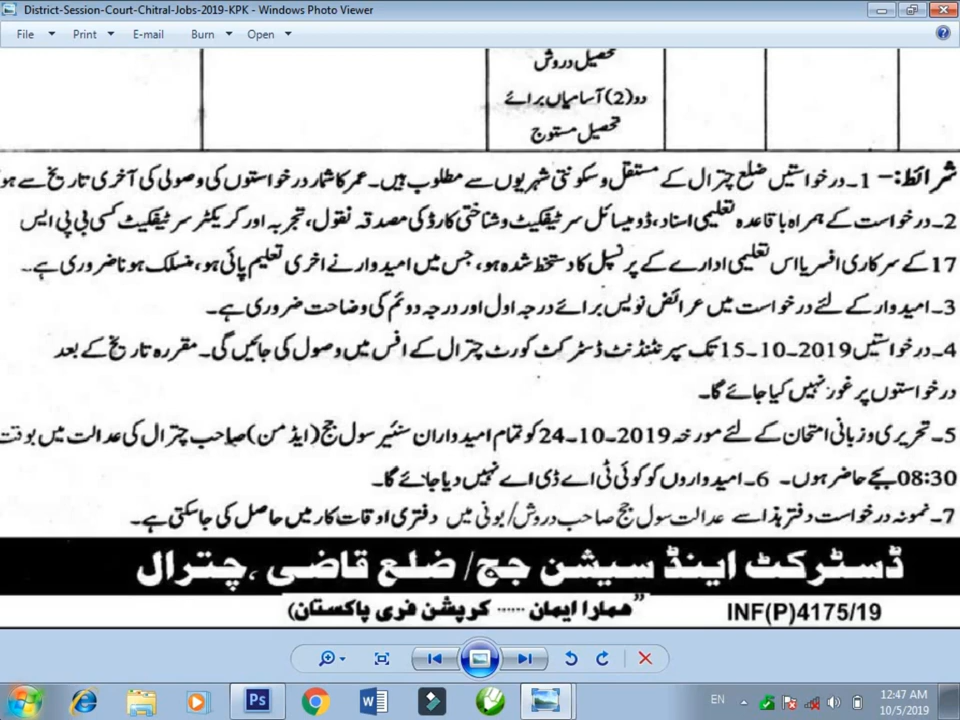 District-Session-Court-Chitral-Jobs-2019-KPK - Windows Photo Viewer
File Print E-mail Burn Open
تحصیل دروش
دو(2) آسامیاں برائے
تحصیل مستوج
شرائط:- 1۔درخواستیں ضلع چترال کے مستقل و سکونتی شہریوں سے مطلوب ہیں۔ عمر کا شمار درخواستوں کی وصولی کی آخری تاریخ سے
2۔درخواست کے ہمراہ باقاعدہ تعلیمی اسناد، ڈومیسائل سرٹیفکیٹ و شناختی کارڈ کی مصدقہ نقول، تجربہ اور کریکٹر سرٹیفکیٹ کسی بی پی ایس
17 کے سرکاری افسر یا اس تعلیمی ادارے کے پرنسپل کا دستخط شدہ ہو، جس میں امیدوار نے اخری تعلیم پائی ہو، منسلک ہونا ضروری ہے۔
3۔امیدوار کے لئے درخواست میں عرائض نویس برائے درجہ اول اور درجہ دوئم کی وضاحت ضروری ہے۔
4۔درخواستیں 2019-10-15 تک سپرنٹنڈنٹ ڈسٹرکٹ کورٹ چترال کے افس میں وصول کی جائیں گی۔ مقررہ تاریخ کے بعد
درخواستوں پر غور نہیں کیا جائے گا۔
5۔تحریری و زبانی امتحان کے لئے مورخہ 2019-10-24 کو تمام امیدواران سنئیر سول جج (ایڈمن) صاحب چترال کی عدالت میں بوقت
08:30 بجے حاضر ہوں۔ 6۔امیدواروں کو کوئی ٹی اے ڈی اے نہیں دیا جائے گا۔
7۔نمونہ درخواست دفتر ہذا سے عدالت سول جج صاحب دروش/بونی میں دفتری اوقات کار میں حاصل کی جاسکتی ہے۔
ڈسٹرکٹ اینڈ سیشن جج/ ضلع قاضی ،چترال
INF(P)4175/19 "ہمارا ایمان ...... کرپشن فری پاکستان)
Ps
EN
12:47 AM
10/5/2019